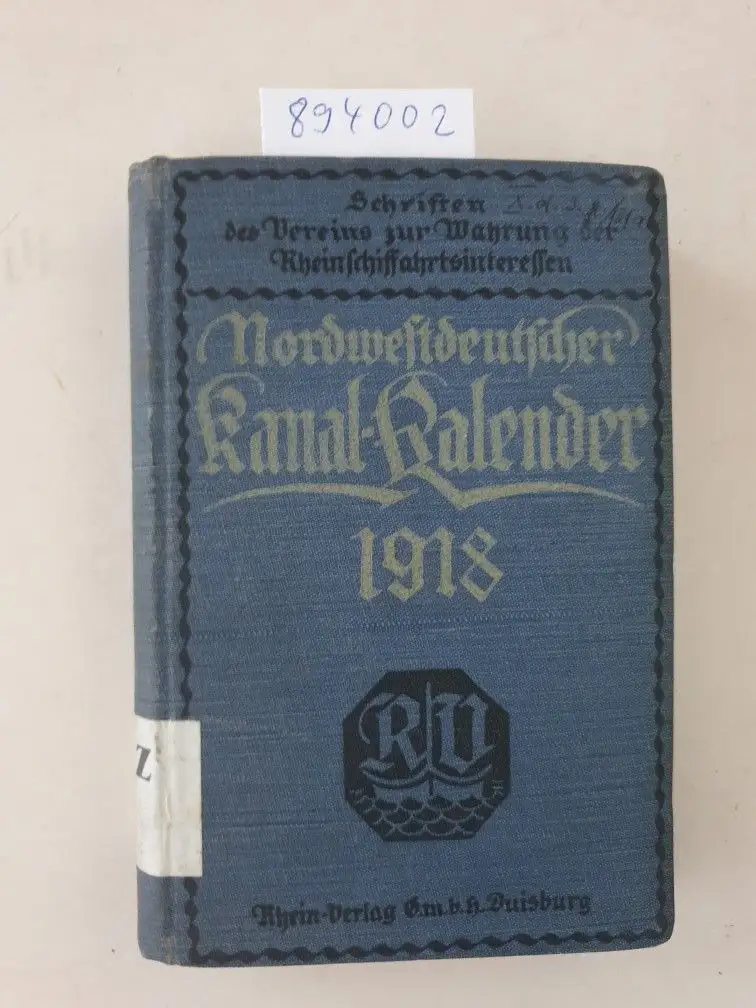 894002
Schriften
des Vereins zur Wahrung der
Rheinschiffahrtsinteressen
Nordwestdeutscher
Kanal-Kalender
1918
RV
Z
Rhein-Verlag G.m.b.H. Duisburg